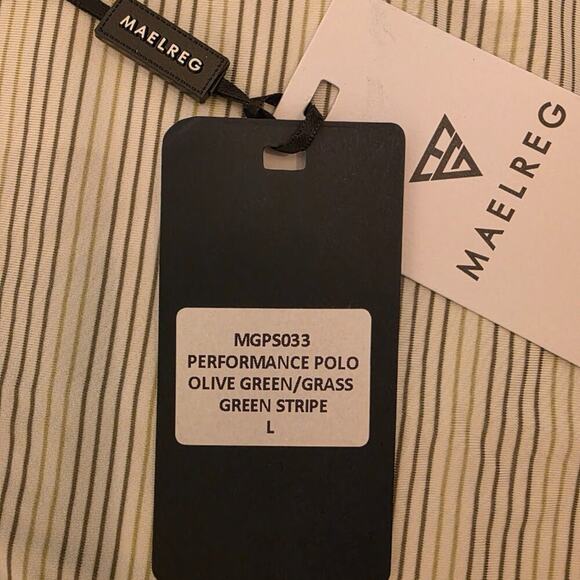 MAELREG
MAELREG
MGPS033
PERFORMANCE POLO
OLIVE GREEN/GRASS
GREEN STRIPE
L